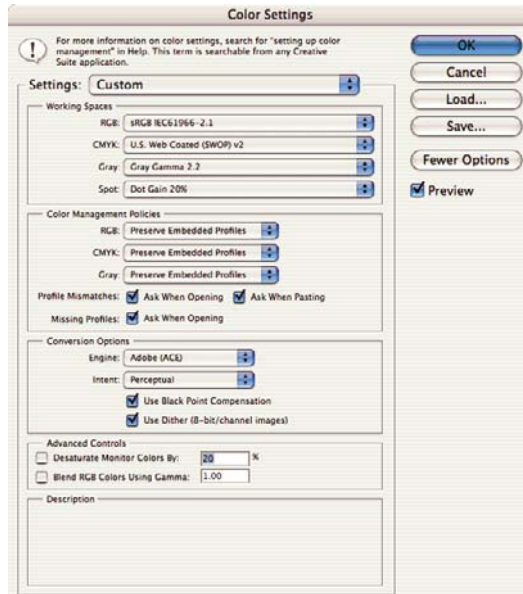 Color Settings
For more information on color settings, search for "setting up color
management" in Help. This term is searchable from any Creative
Suite application.
Settings: Custom
Working Spaces
RGB: sRGB IEC61966-2.1
CMYK: U.S. Web Coated (SWOP) v2
Gray: Gray Gamma 2.2
Spot: Dot Gain 20%
Color Management Policies
RGB: Preserve Embedded Profiles
CMYK: Preserve Embedded Profiles
Gray: Preserve Embedded Profiles
Profile Mismatches: Ask When Opening Ask When Pasting
Missing Profiles: Ask When Opening
Conversion Options
Engine: Adobe (ACE)
Intent: Perceptual
Use Black Point Compensation
Use Dither (8-bit/channel images)
Advanced Controls
Desaturate Monitor Colors By: 20 %
Blend RGB Colors Using Gamma: 1.00
Description
OK
Cancel
Load...
Save...
Fewer Options
Preview